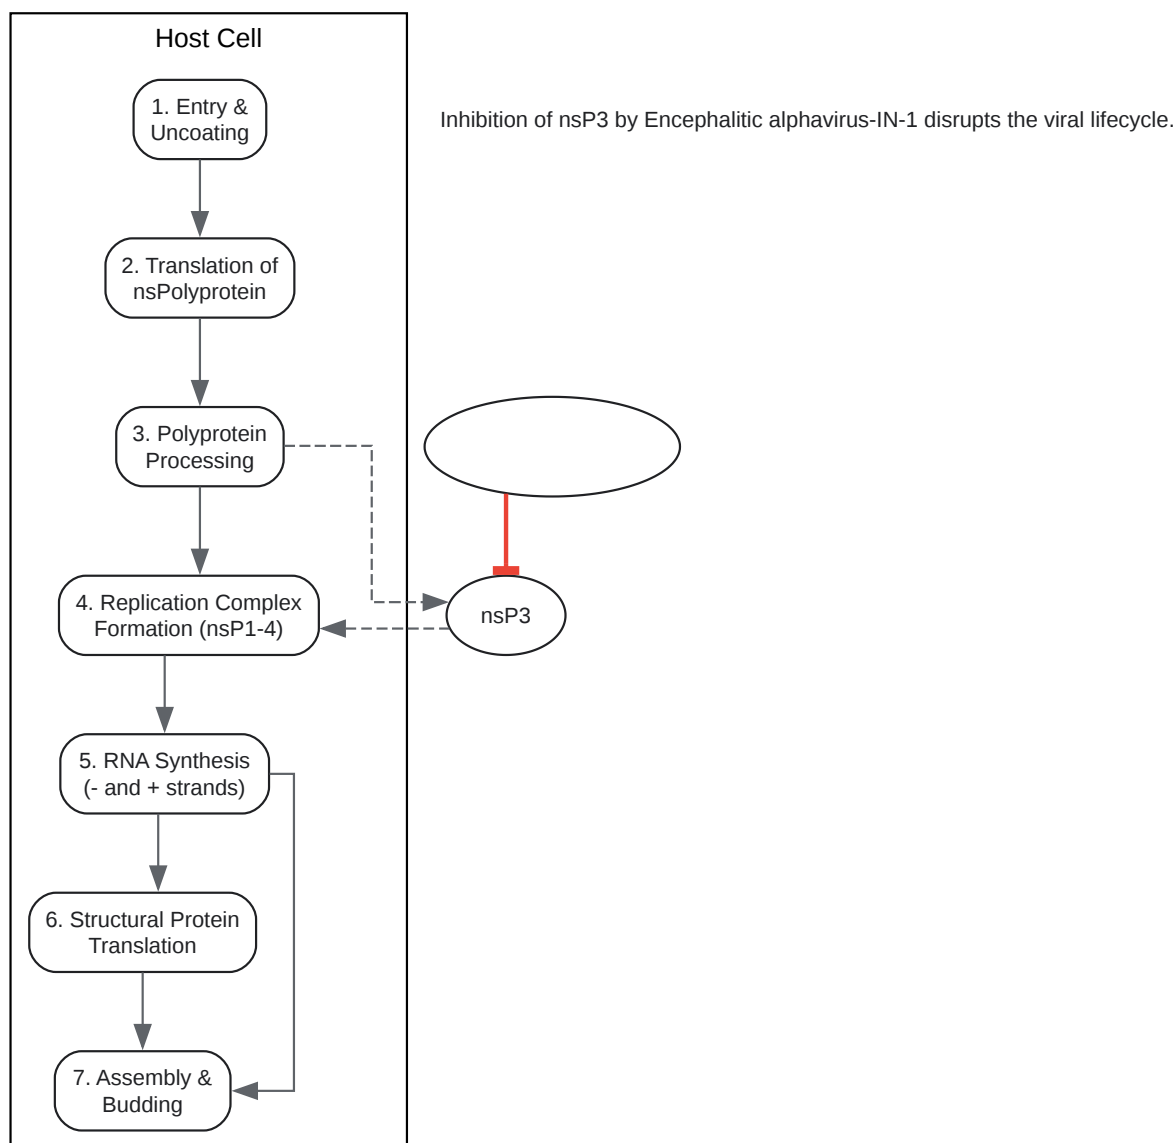 Host Cell
1. Entry &
Uncoating
Inhibition of nsP3 by Encephalitic alphavirus-IN-1 disrupts the viral lifecycle.
2. Translation of
nsPolyprotein
3. Polyprotein
Processing
4. Replication Complex
Formation (nsP1-4)
nsP3
5. RNA Synthesis
(- and + strands)
6. Structural Protein
Translation
7. Assembly &
Budding